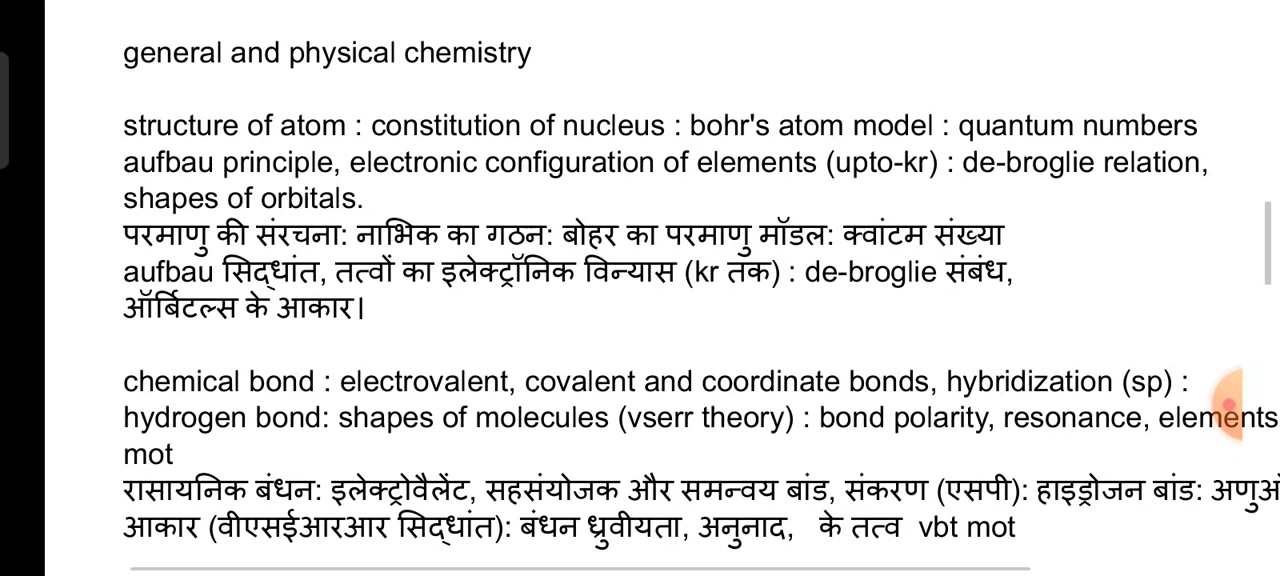 general and physical chemistry
structure of atom : constitution of nucleus : bohr's atom model : quantum numbers
aufbau principle, electronic configuration of elements (upto-kr) : de-broglie relation,
shapes of orbitals.
परमाणु की संरचना: नाभिक का गठन: बोहर का परमाणु मॉडल: क्वांटम संख्या
aufbau सिद्धांत, तत्वों का इलेक्ट्रॉनिक विन्यास (kr तक) : de-broglie संबंध,
ऑर्बिटल्स के आकार।
chemical bond : electrovalent, covalent and coordinate bonds, hybridization (sp) :
hydrogen bond: shapes of molecules (vserr theory) : bond polarity, resonance, elements
mot
रासायनिक बंधन: इलेक्ट्रोवैलेंट, सहसंयोजक और समन्वय बांड, संकरण (एसपी): हाइड्रोजन बांड:
आकार (वीएसईआरआर सिद्धांत): बंधन ध्रुवीयता, अनुनाद, के तत्व vbt mot